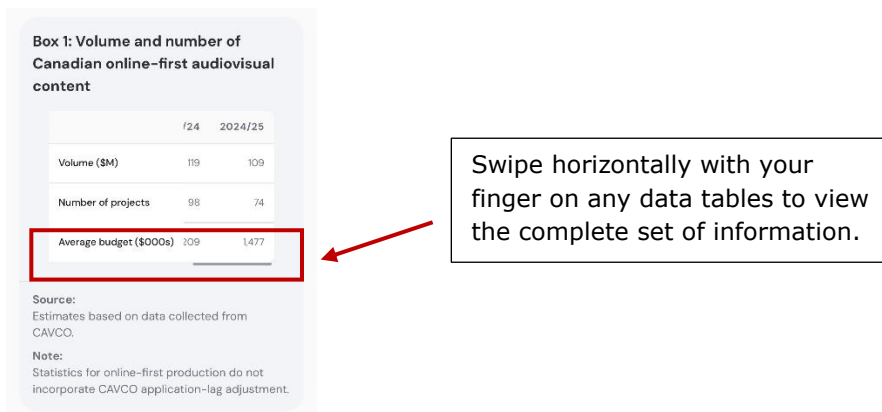 Box 1: Volume and number of
Canadian online-first audiovisual
content
/24 2024/25
Volume ($M) 119 109
Number of projects 98 74
Average budget ($000s) 209 1,477
Source:
Estimates based on data collected from
CAVCO.
Note:
Statistics for online-first production do not
incorporate CAVCO application-lag adjustment.
Swipe horizontally with your
finger on any data tables to view
the complete set of information.